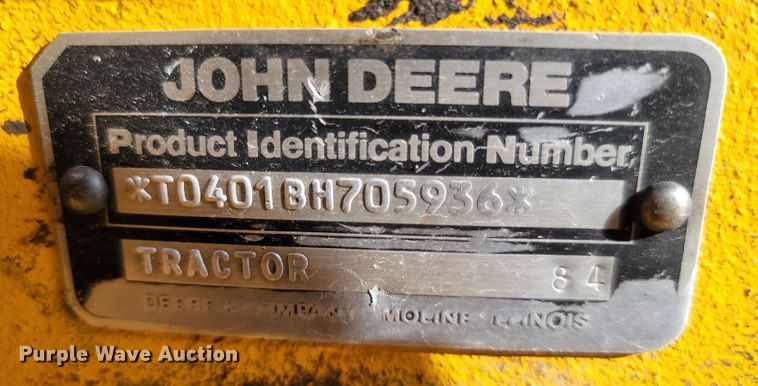 JOHN DEERE
Product Identification Number
*T0401BH705936*
TRACTOR 84
MOLINE
Purple Wave Auction